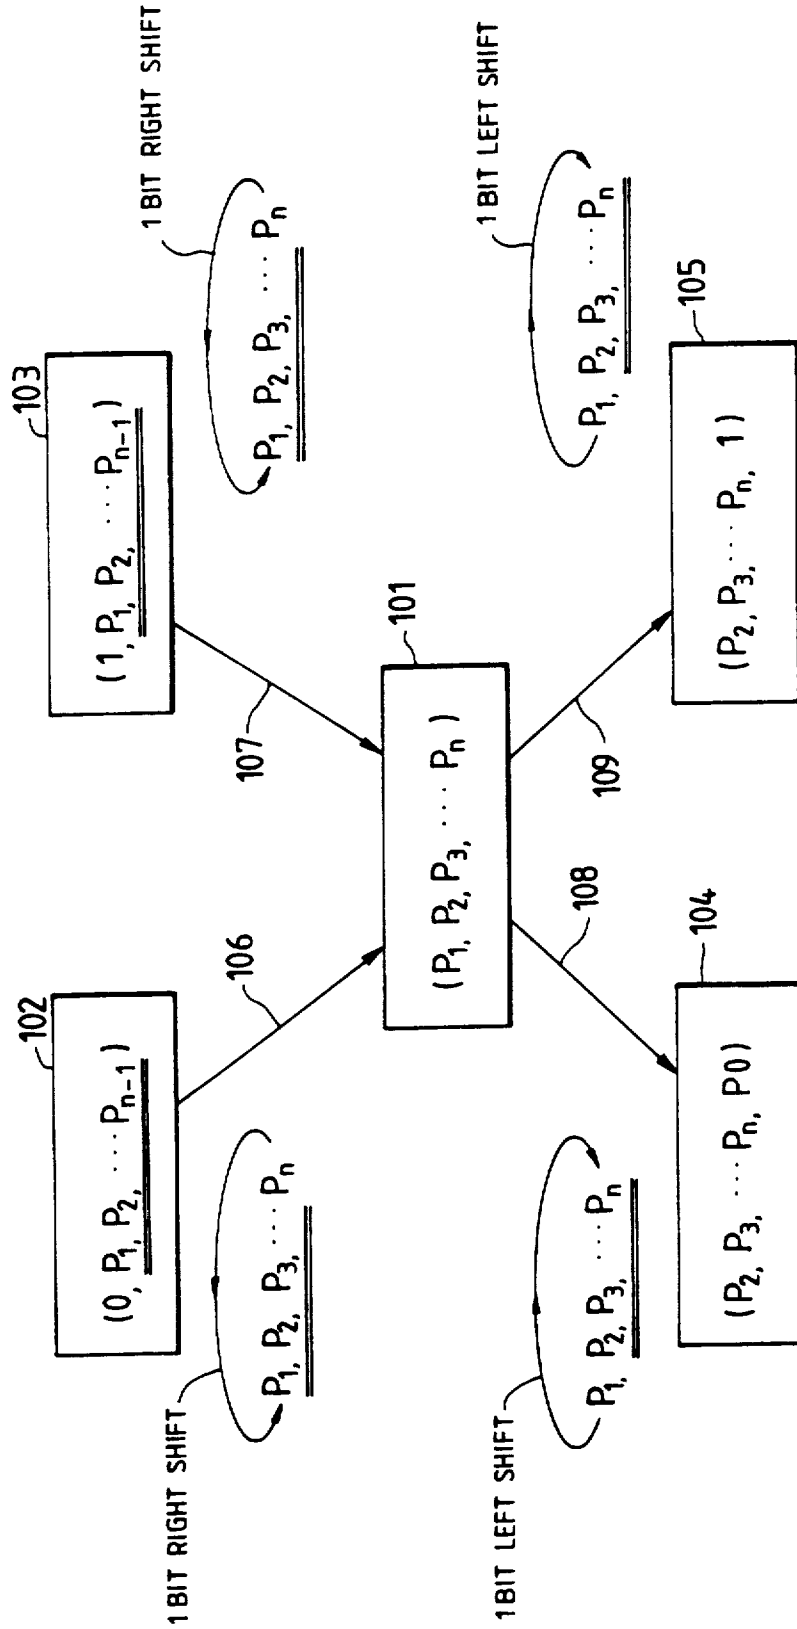 102
(0, P1, P2, ···· Pn−1)
103
(1, P1, P2, ···· Pn−1)
1 BIT RIGHT SHIFT
P1, P2, P3, ···· Pn
106
107
1 BIT RIGHT SHIFT
P1, P2, P3, ···· Pn
101
(P1, P2, P3, ···· Pn)
1 BIT LEFT SHIFT
P1, P2, P3, ···· Pn
108
109
1 BIT LEFT SHIFT
P1, P2, P3, ···· Pn
104
(P2, P3, ···· Pn, P0)
105
(P2, P3, ···· Pn, 1)